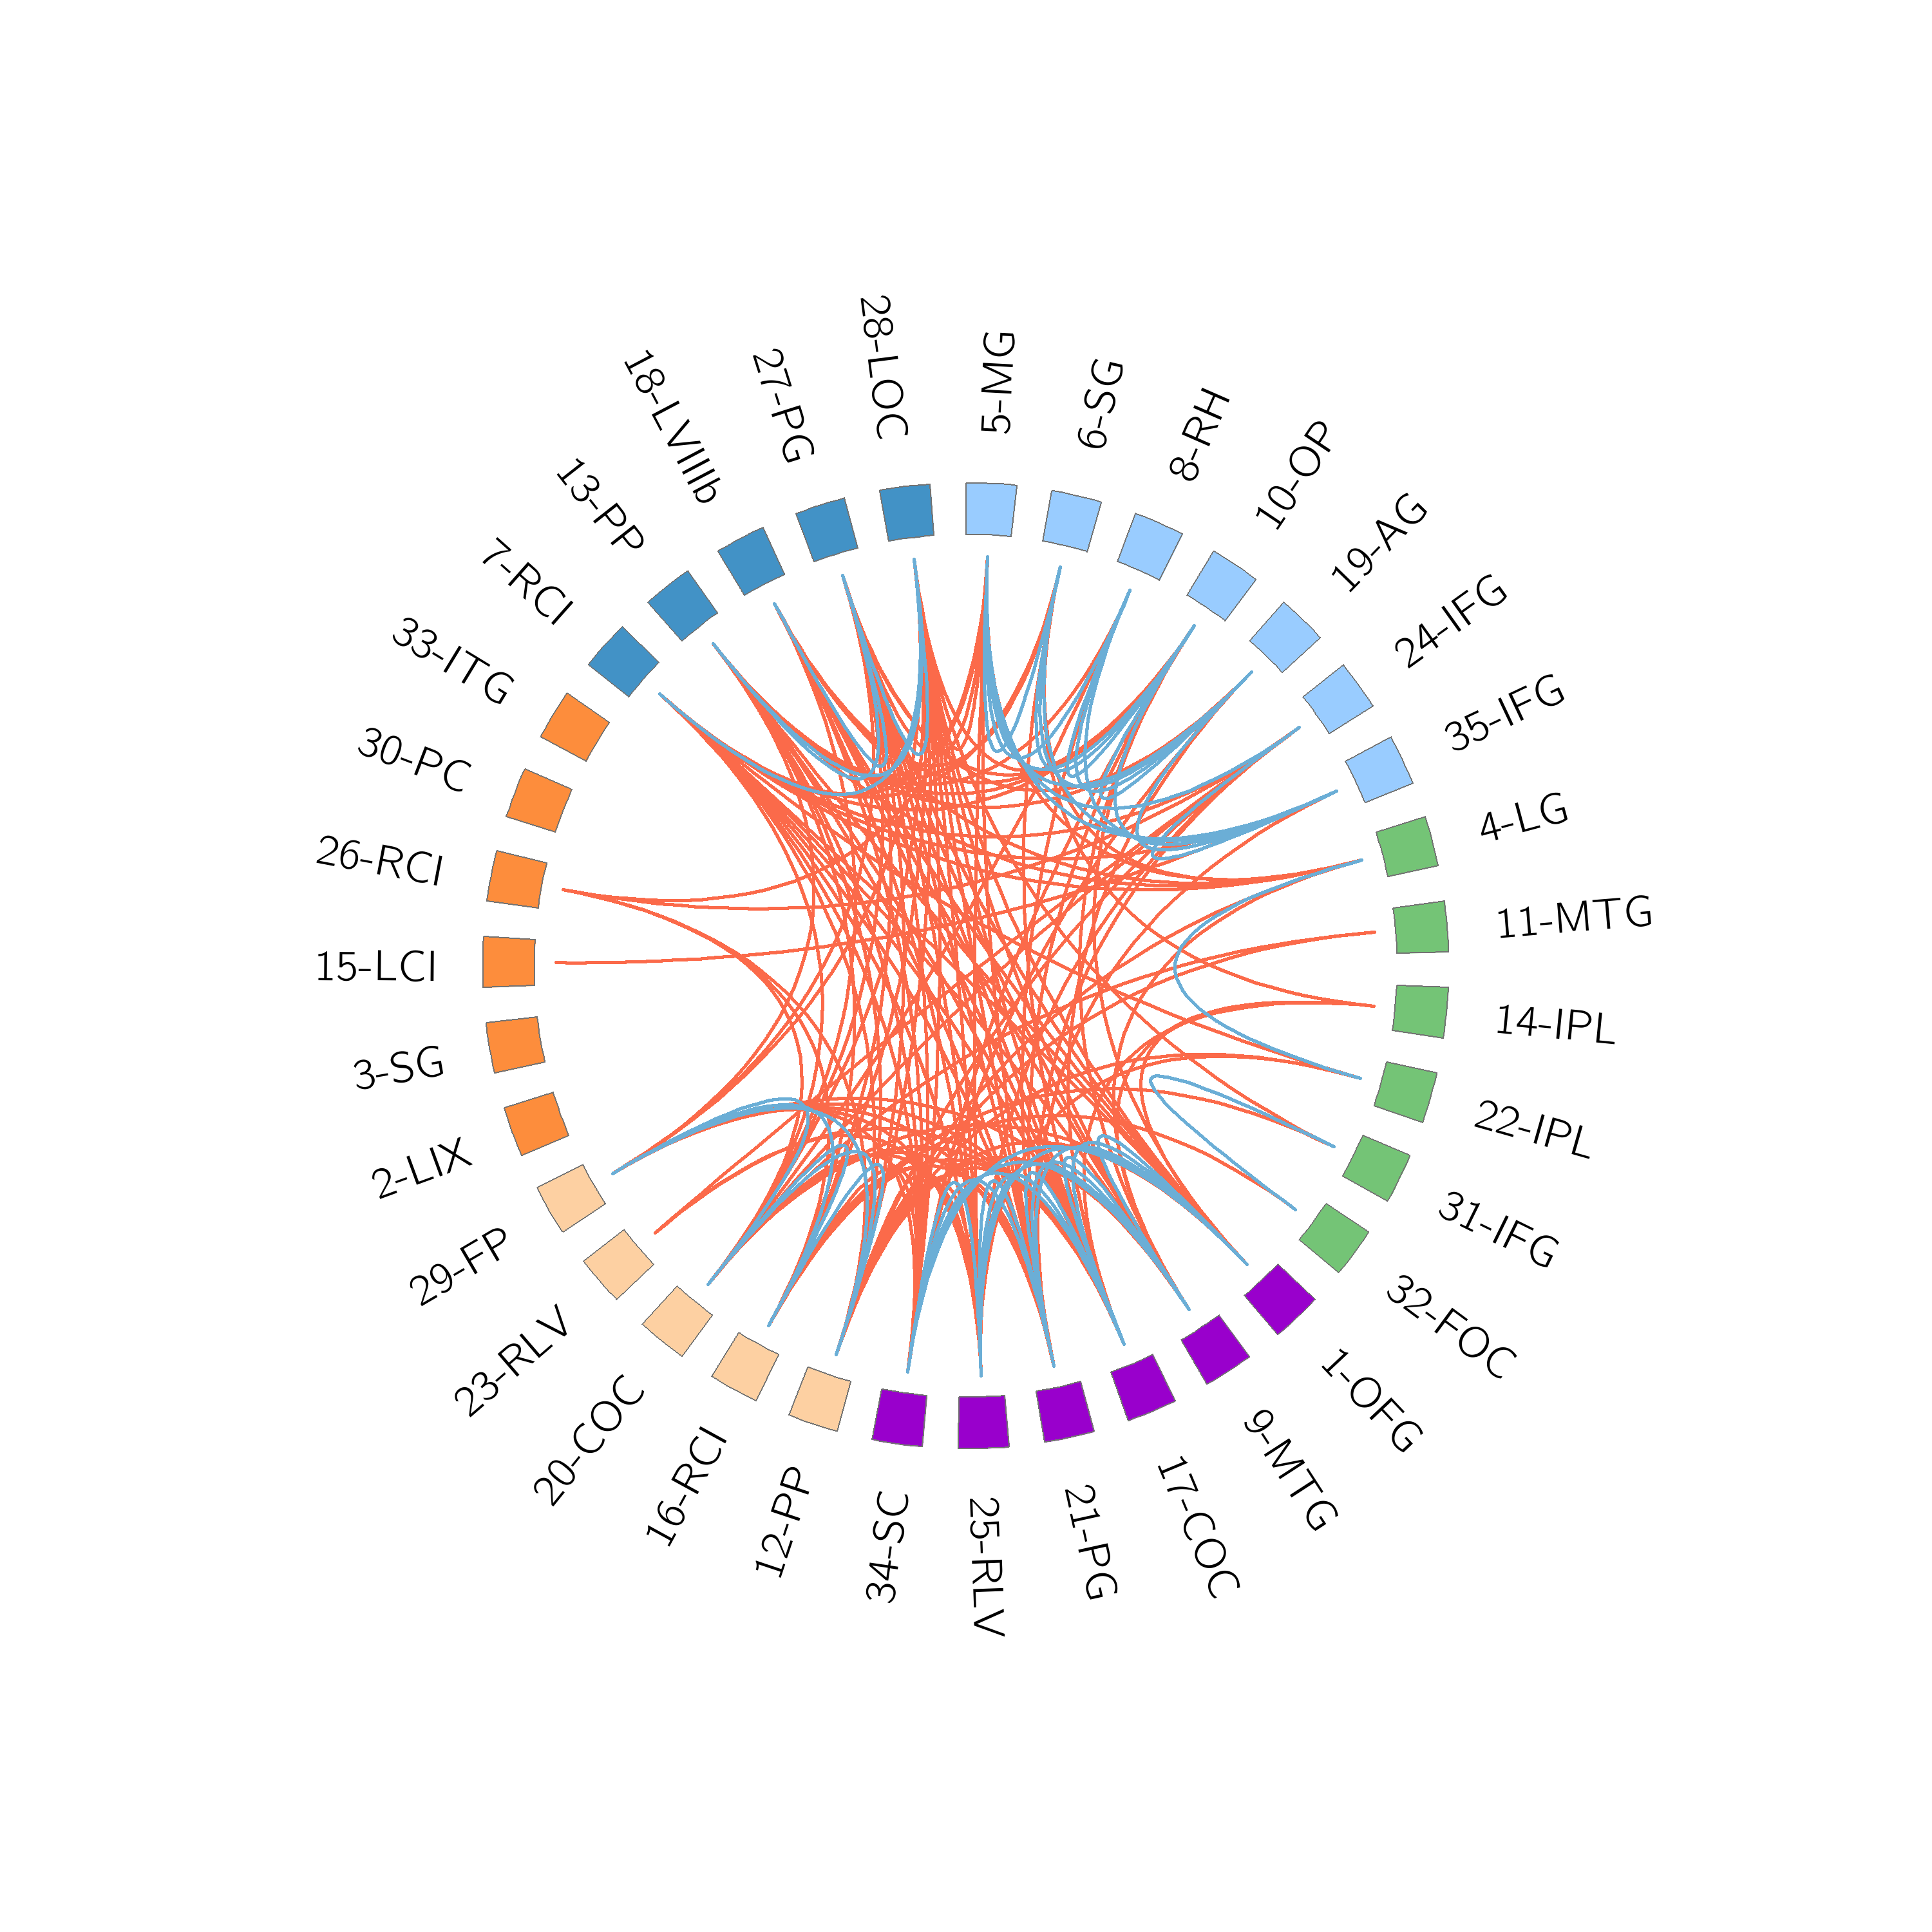 28-LOC
5-MG
6-SG
8-RH
10-OP
19-AG
24-IFG
35-IFG
4-LG
11-MTG
14-IPL
22-IPL
31-IFG
32-FOC
1-OFG
9-MTG
17-COC
21-PG
25-RLV
34-SC
12-PP
16-RCI
20-COC
23-RLV
29-FP
2-LIX
3-SG
15-LCI
26-RCI
30-PC
33-ITG
7-RCI
13-PP
18-LVIIIb
27-PG